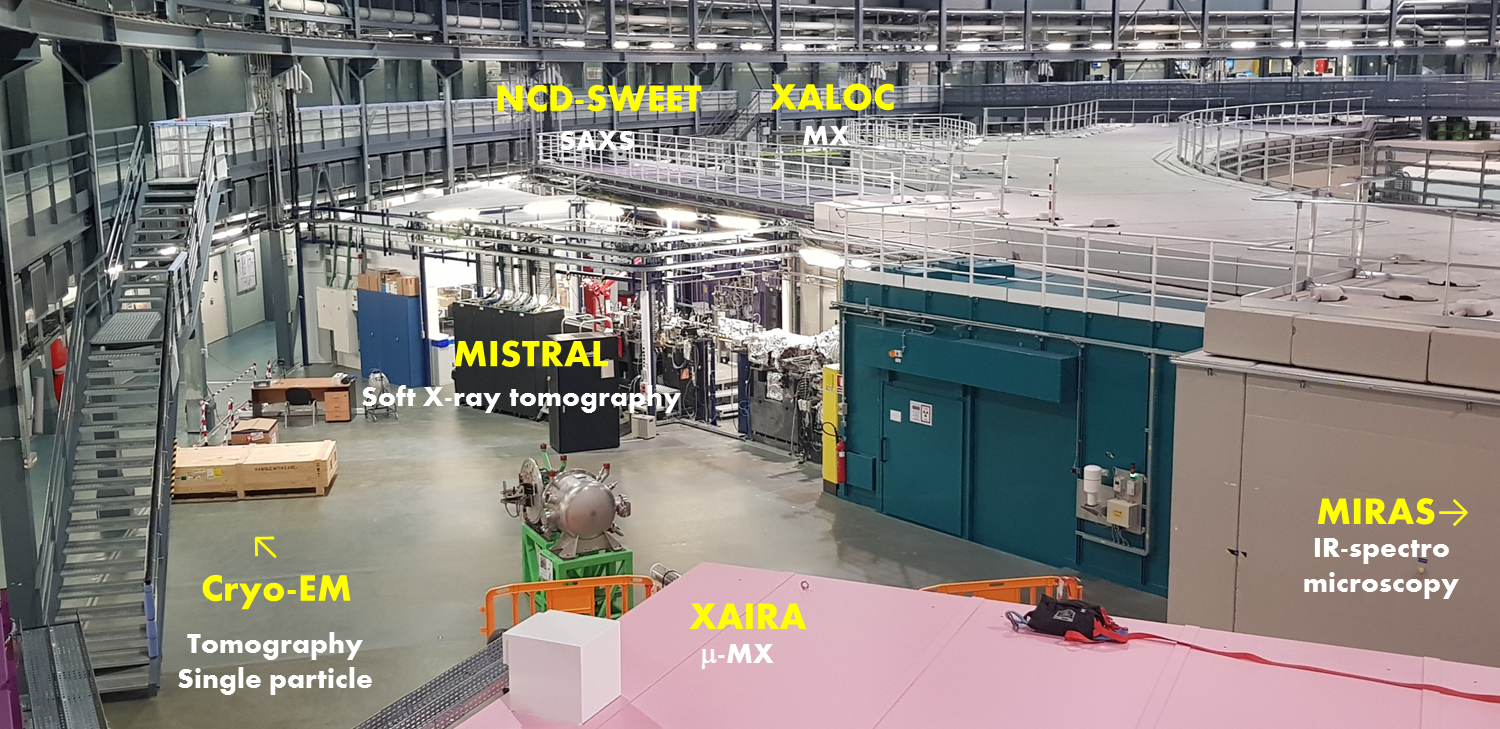 NCD-SWEET
SAXS
XALOC
MX
MISTRAL
Soft X-ray tomography
MIRAS→
IR-spectro
microscopy
Cryo-EM
Tomography
Single particle
XAIRA
μ-MX